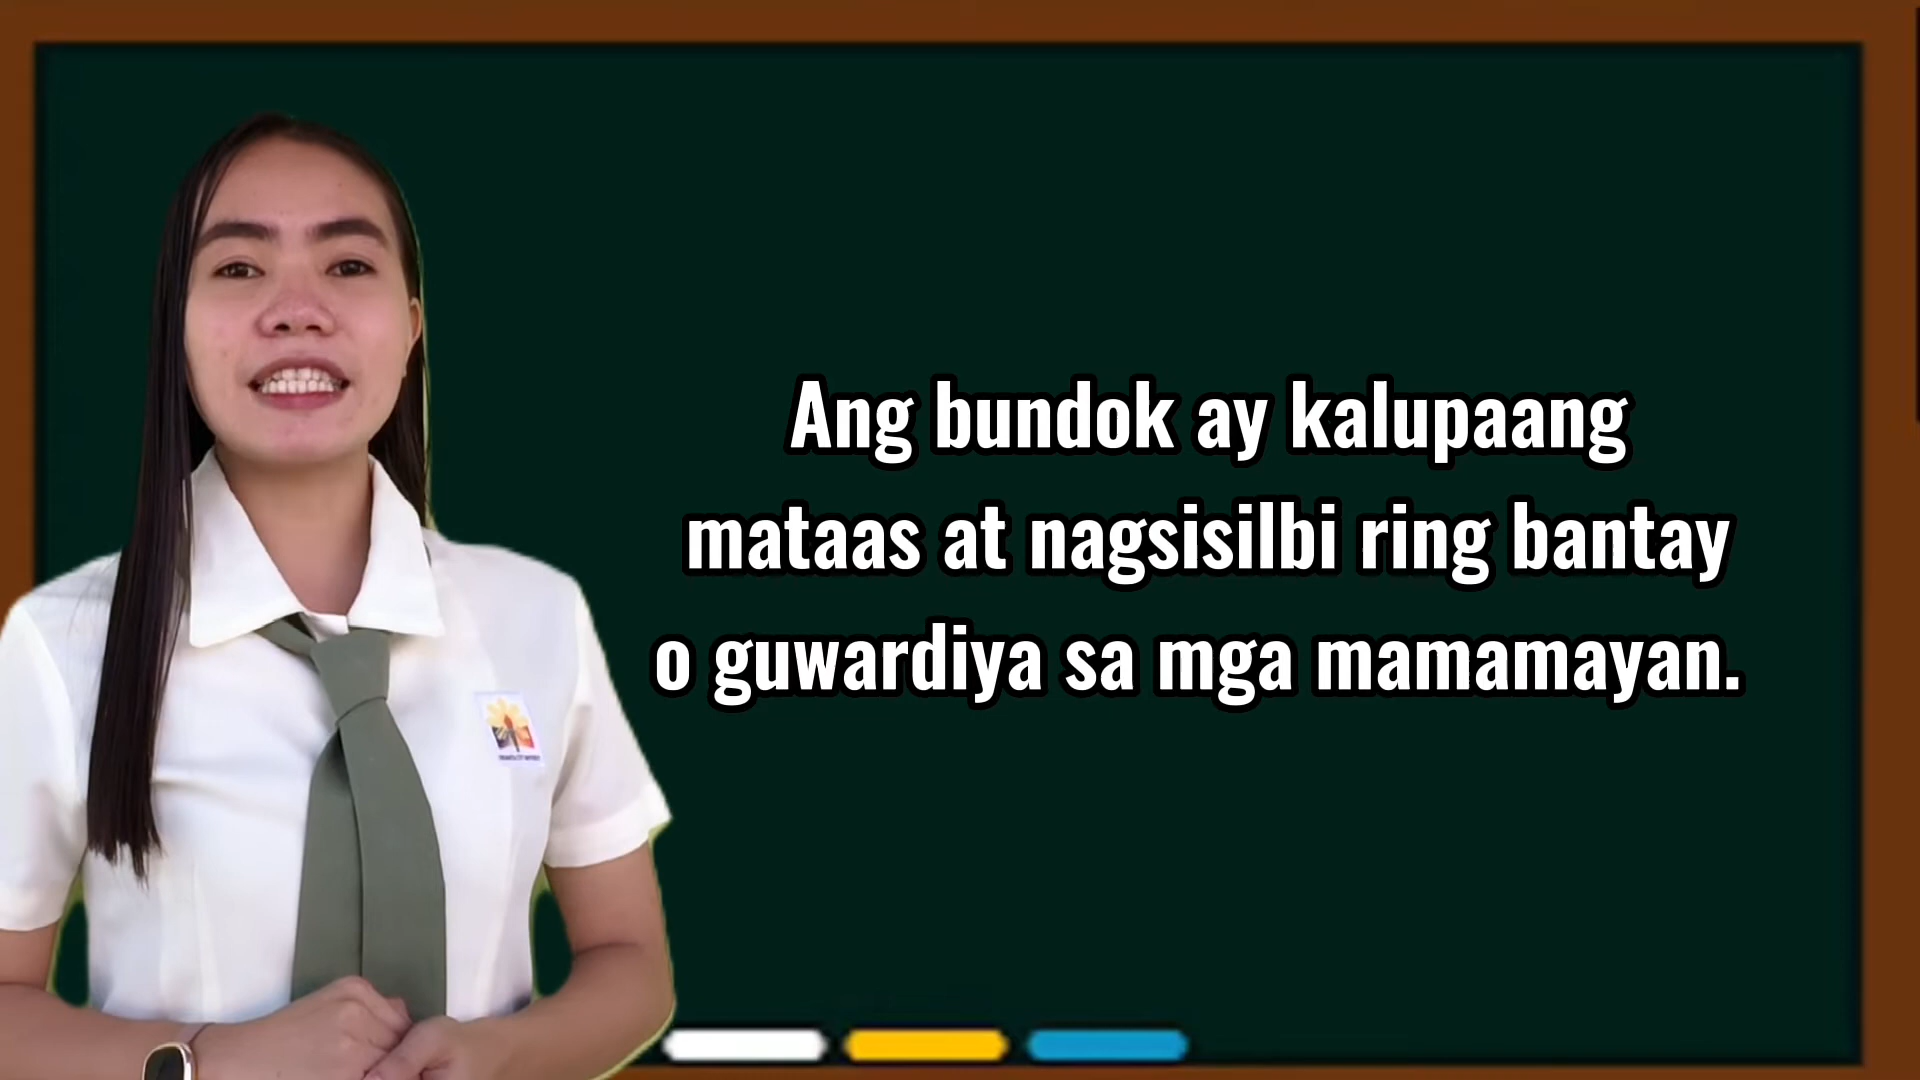 Ang bundok ay kalupaang
mataas at nagsisilbi ring bantay
o guwardiya sa mga mamamayan.